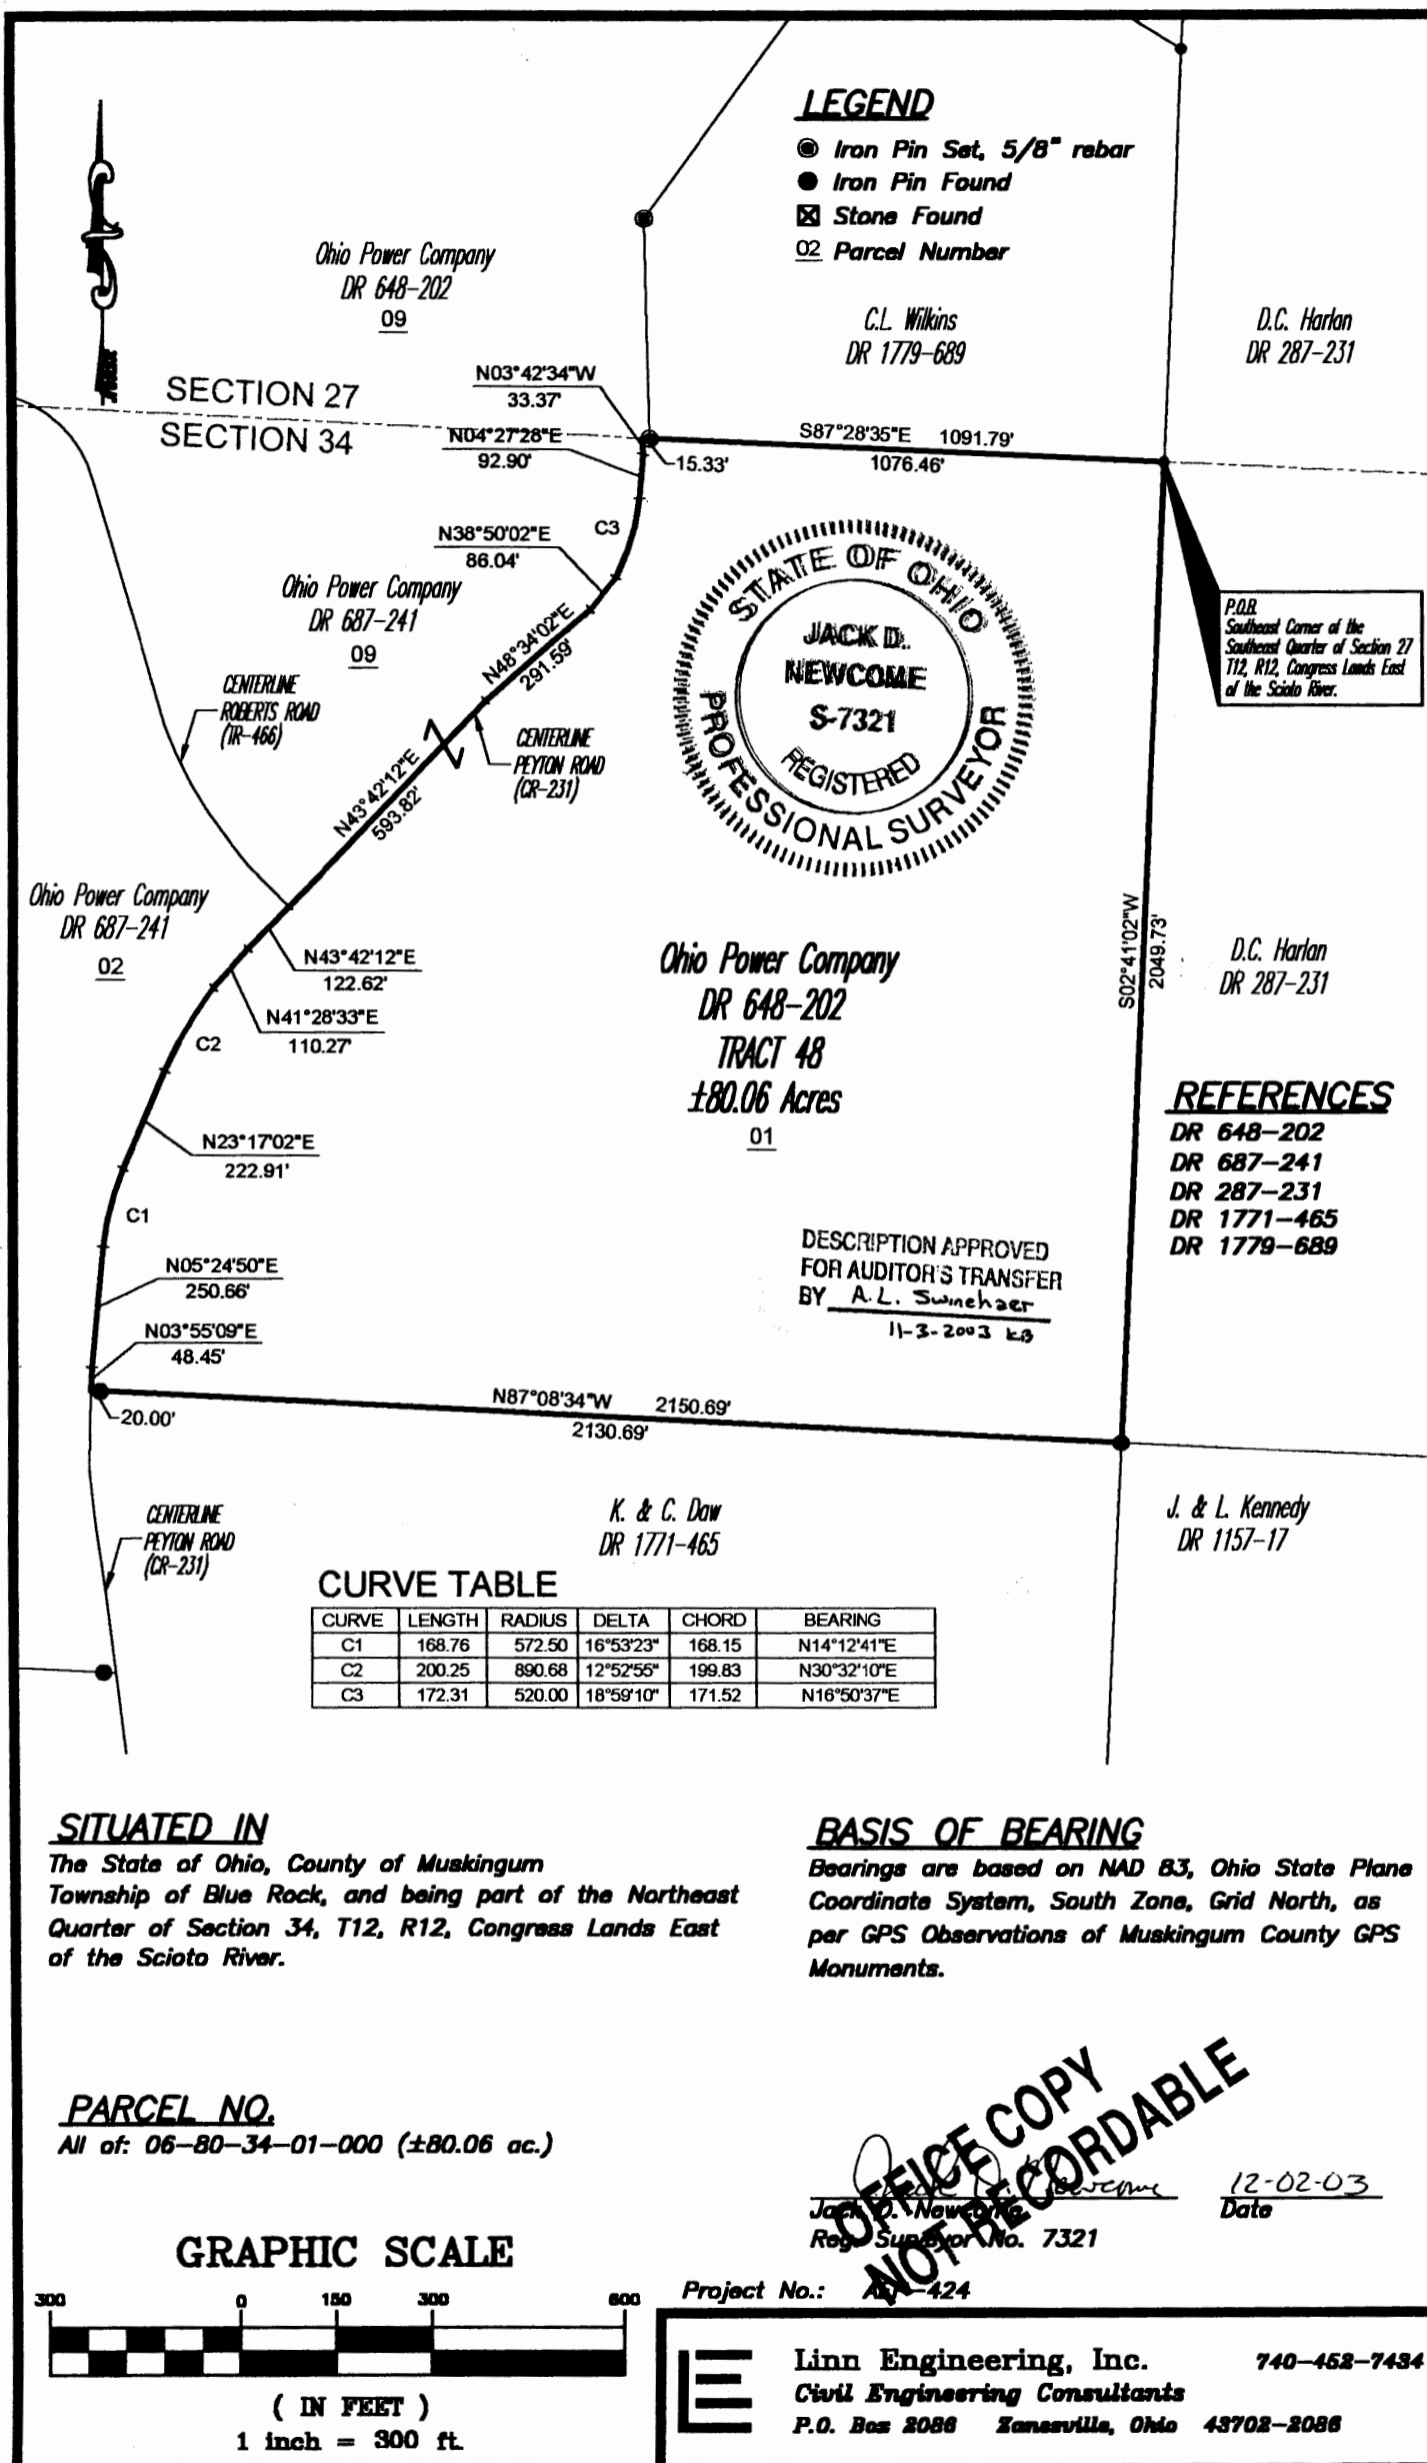 LEGEND
Iron Pin Set, 5/8" rebar
Iron Pin Found
Stone Found
02 Parcel Number
Ohio Power Company
DR 648-202
09
C.L. Wilkins
DR 1779-689
D.C. Harlan
DR 287-231
SECTION 27
SECTION 34
N03°42'34"W
33.37'
N04°27'28"E
92.90'
15.33'
S87°28'35"E 1091.79'
1076.46'
C3
N38°50'02"E
86.04'
Ohio Power Company
DR 687-241
09
N48°34'02"E
291.59'
STATE OF OHIO
JACK D.
NEWCOME
S-7321
REGISTERED
PROFESSIONAL SURVEYOR
P.O.B.
Southeast Corner of the
Southeast Quarter of Section 27
T12, R12, Congress Lands East
of the Scioto River.
CENTERLINE
ROBERTS ROAD
(TR-466)
CENTERLINE
PEYTON ROAD
(CR-231)
N43°42'12"E
593.82'
Ohio Power Company
DR 687-241
02
N43°42'12"E
122.62'
N41°28'33"E
110.27'
C2
Ohio Power Company
DR 648-202
TRACT 48
±80.06 Acres
01
S02°41'02"W
2049.73'
D.C. Harlan
DR 287-231
REFERENCES
DR 648-202
DR 687-241
DR 287-231
DR 1771-465
DR 1779-689
N23°17'02"E
222.91'
C1
N05°24'50"E
250.66'
N03°55'09"E
48.45'
DESCRIPTION APPROVED
FOR AUDITOR'S TRANSFER
BY A.L. Swinehart
11-3-2003 KB
20.00'
N87°08'34"W 2150.69'
2130.69'
CENTERLINE
PEYTON ROAD
(CR-231)
K. & C. Daw
DR 1771-465
J. & L. Kennedy
DR 1157-17
CURVE TABLE
CURVE LENGTH RADIUS DELTA CHORD BEARING
C1 168.76 572.50 16°53'23" 168.15 N14°12'41"E
C2 200.25 890.68 12°52'55" 199.83 N30°32'10"E
C3 172.31 520.00 18°59'10" 171.52 N16°50'37"E
SITUATED IN
The State of Ohio, County of Muskingum
Township of Blue Rock, and being part of the Northeast
Quarter of Section 34, T12, R12, Congress Lands East
of the Scioto River.
BASIS OF BEARING
Bearings are based on NAD 83, Ohio State Plane
Coordinate System, South Zone, Grid North, as
per GPS Observations of Muskingum County GPS
Monuments.
PARCEL NO.
All of: 06-80-34-01-000 (±80.06 ac.)
OFFICE COPY
NOT RECORDABLE
Jack D. Newcome 12-02-03
Jack D. Newcome Date
Reg. Surveyor No. 7321
Project No.: -424
GRAPHIC SCALE
300 0 150 300 600
( IN FEET )
1 inch = 300 ft.
Linn Engineering, Inc. 740-452-7434
Civil Engineering Consultants
P.O. Box 2086 Zanesville, Ohio 43702-2086